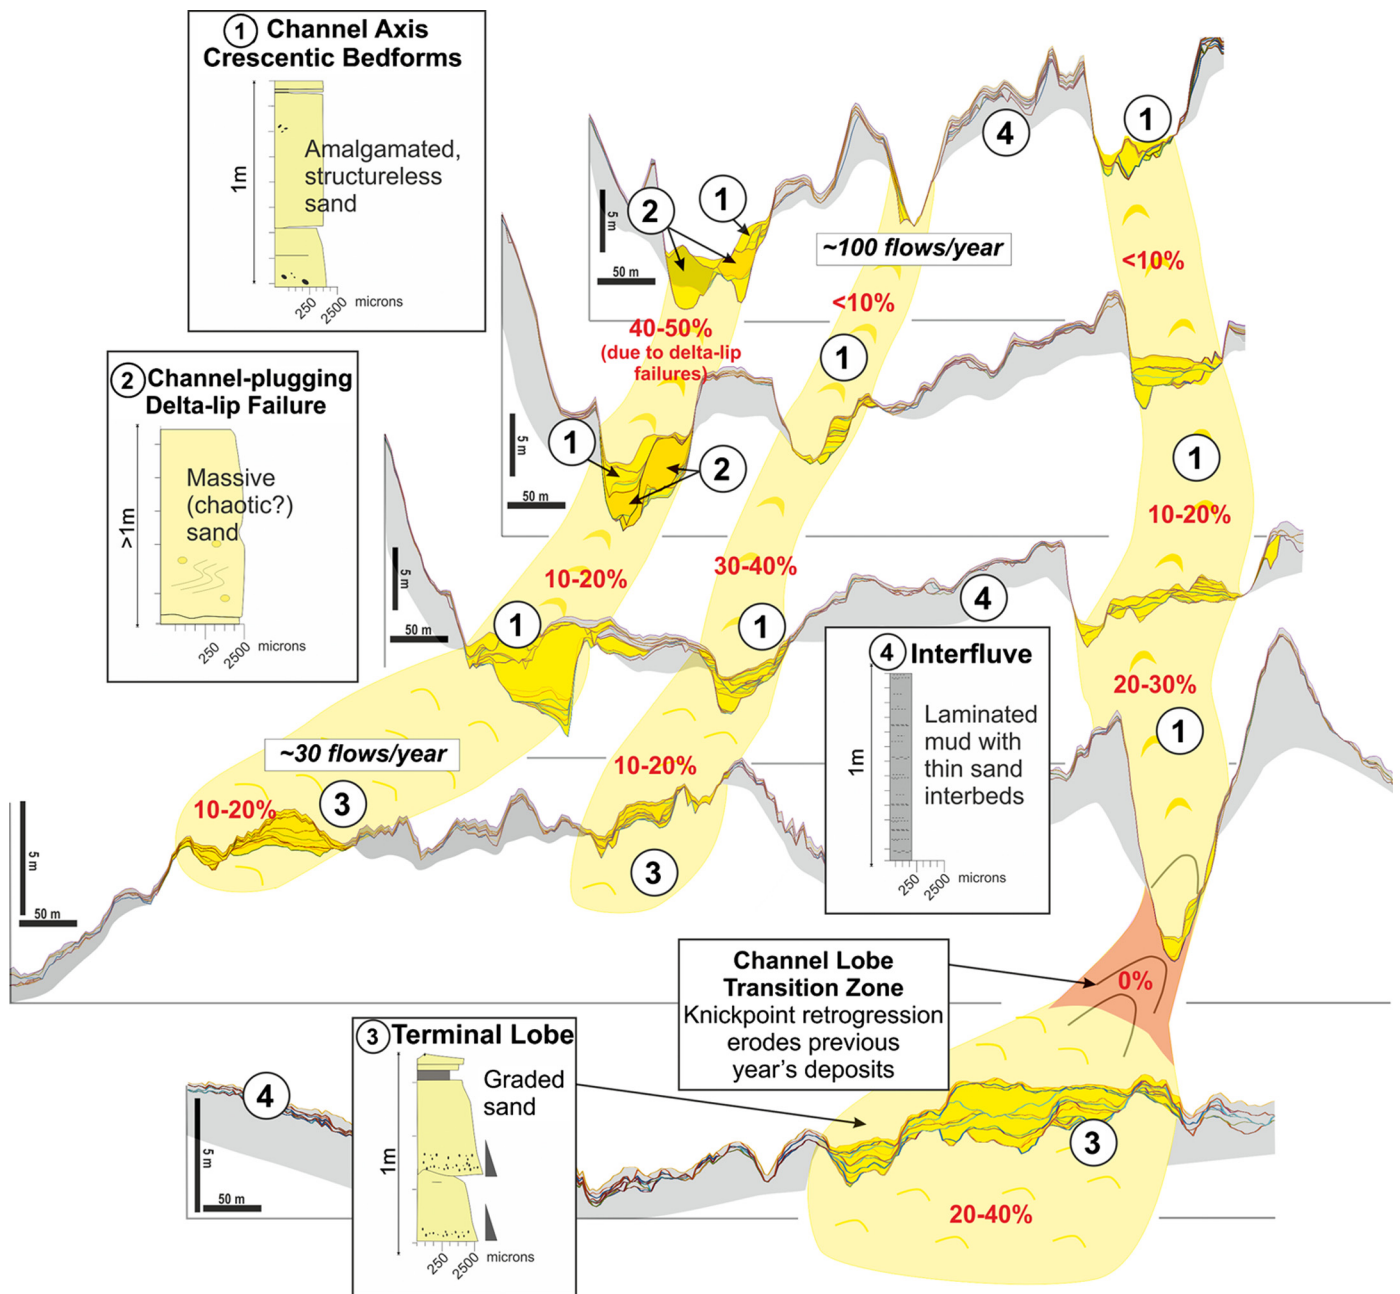 1 Channel Axis
Crescentic Bedforms
1m
Amalgamated,
structureless
sand
250 2500 microns
2 Channel-plugging
Delta-lip Failure
>1m
Massive
(chaotic?)
sand
250 2500 microns
5 m
50 m
2
1
4
1
~100 flows/year
<10%
<10%
40-50%
(due to delta-lip
failures)
1
5 m
50 m
1
2
1
10-20%
10-20%
30-40%
5 m
50 m
1
1
4
20-30%
1
4 Interfluve
1m
Laminated
mud with
thin sand
interbeds
250 2500 microns
~30 flows/year
10-20%
10-20%
3
3
5 m
50 m
Channel Lobe
Transition Zone
Knickpoint retrogression
erodes previous
year's deposits
0%
3 Terminal Lobe
1m
Graded
sand
250 2500 microns
4
5 m
50 m
3
20-40%